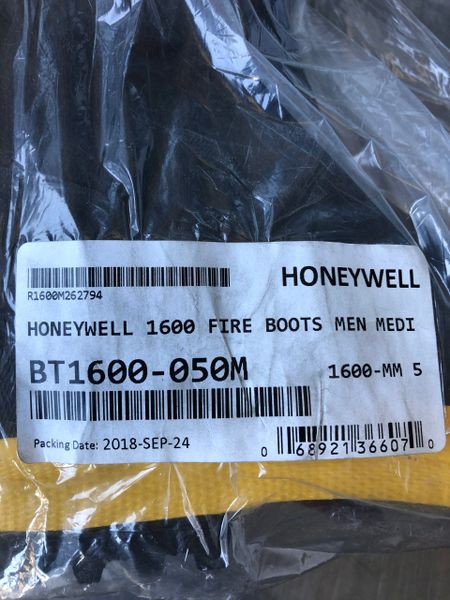 HONEYWELL
R1600M262794
HONEYWELL 1600 FIRE BOOTS MEN MEDI
BT1600-050M 1600-MM 5
Packing Date: 2018-SEP-24
0 68921 36607 0